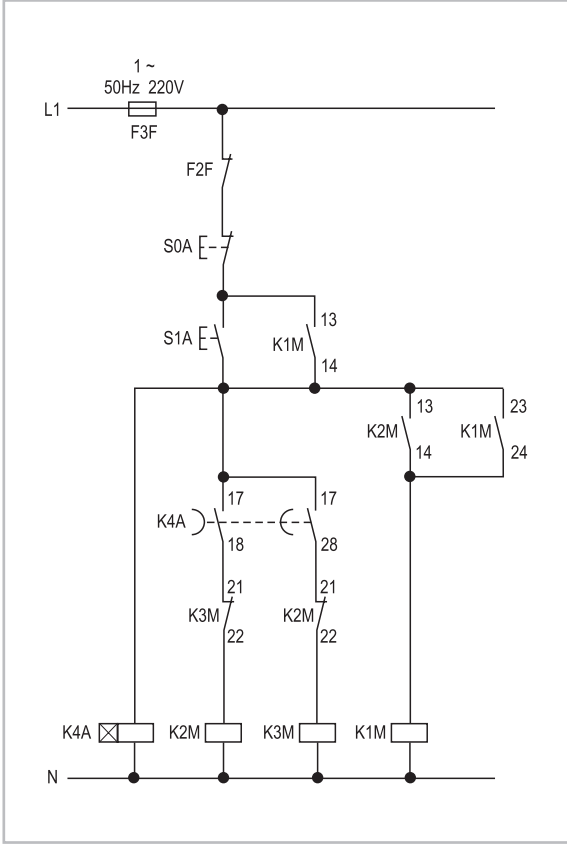 1 ~
50Hz 220V
L1
F3F
F2F
S0A
S1A
K1M
13
14
K2M
13
14
K1M
23
24
K4A
17
18
17
28
K3M
21
22
K2M
21
22
K4A
K2M
K3M
K1M
N